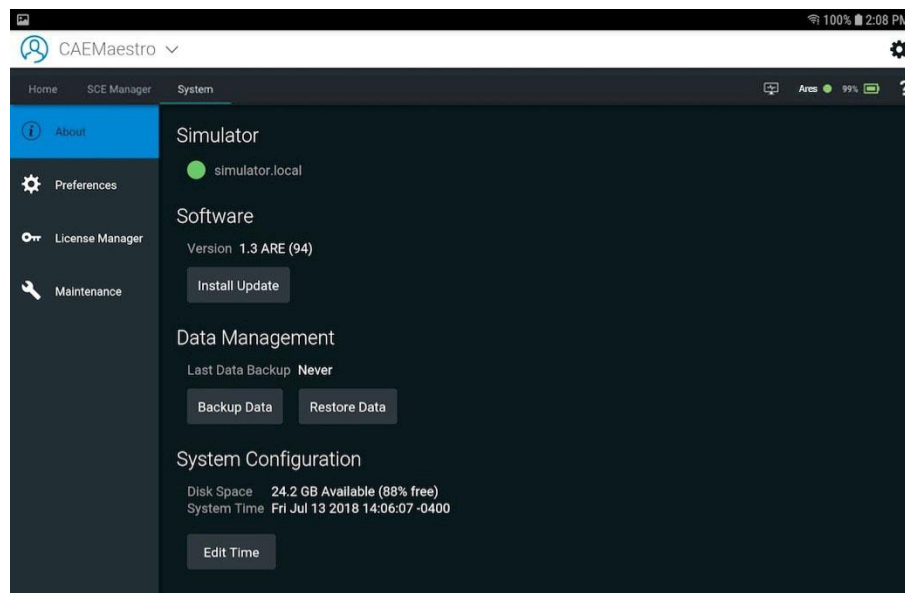 100% 2:08 PM
CAEMaestro
Home SCE Manager System Ares 99% ?
About
Preferences
License Manager
Maintenance
Simulator
simulator.local
Software
Version 1.3 ARE (94)
Install Update
Data Management
Last Data Backup Never
Backup Data Restore Data
System Configuration
Disk Space 24.2 GB Available (88% free)
System Time Fri Jul 13 2018 14:06:07 -0400
Edit Time